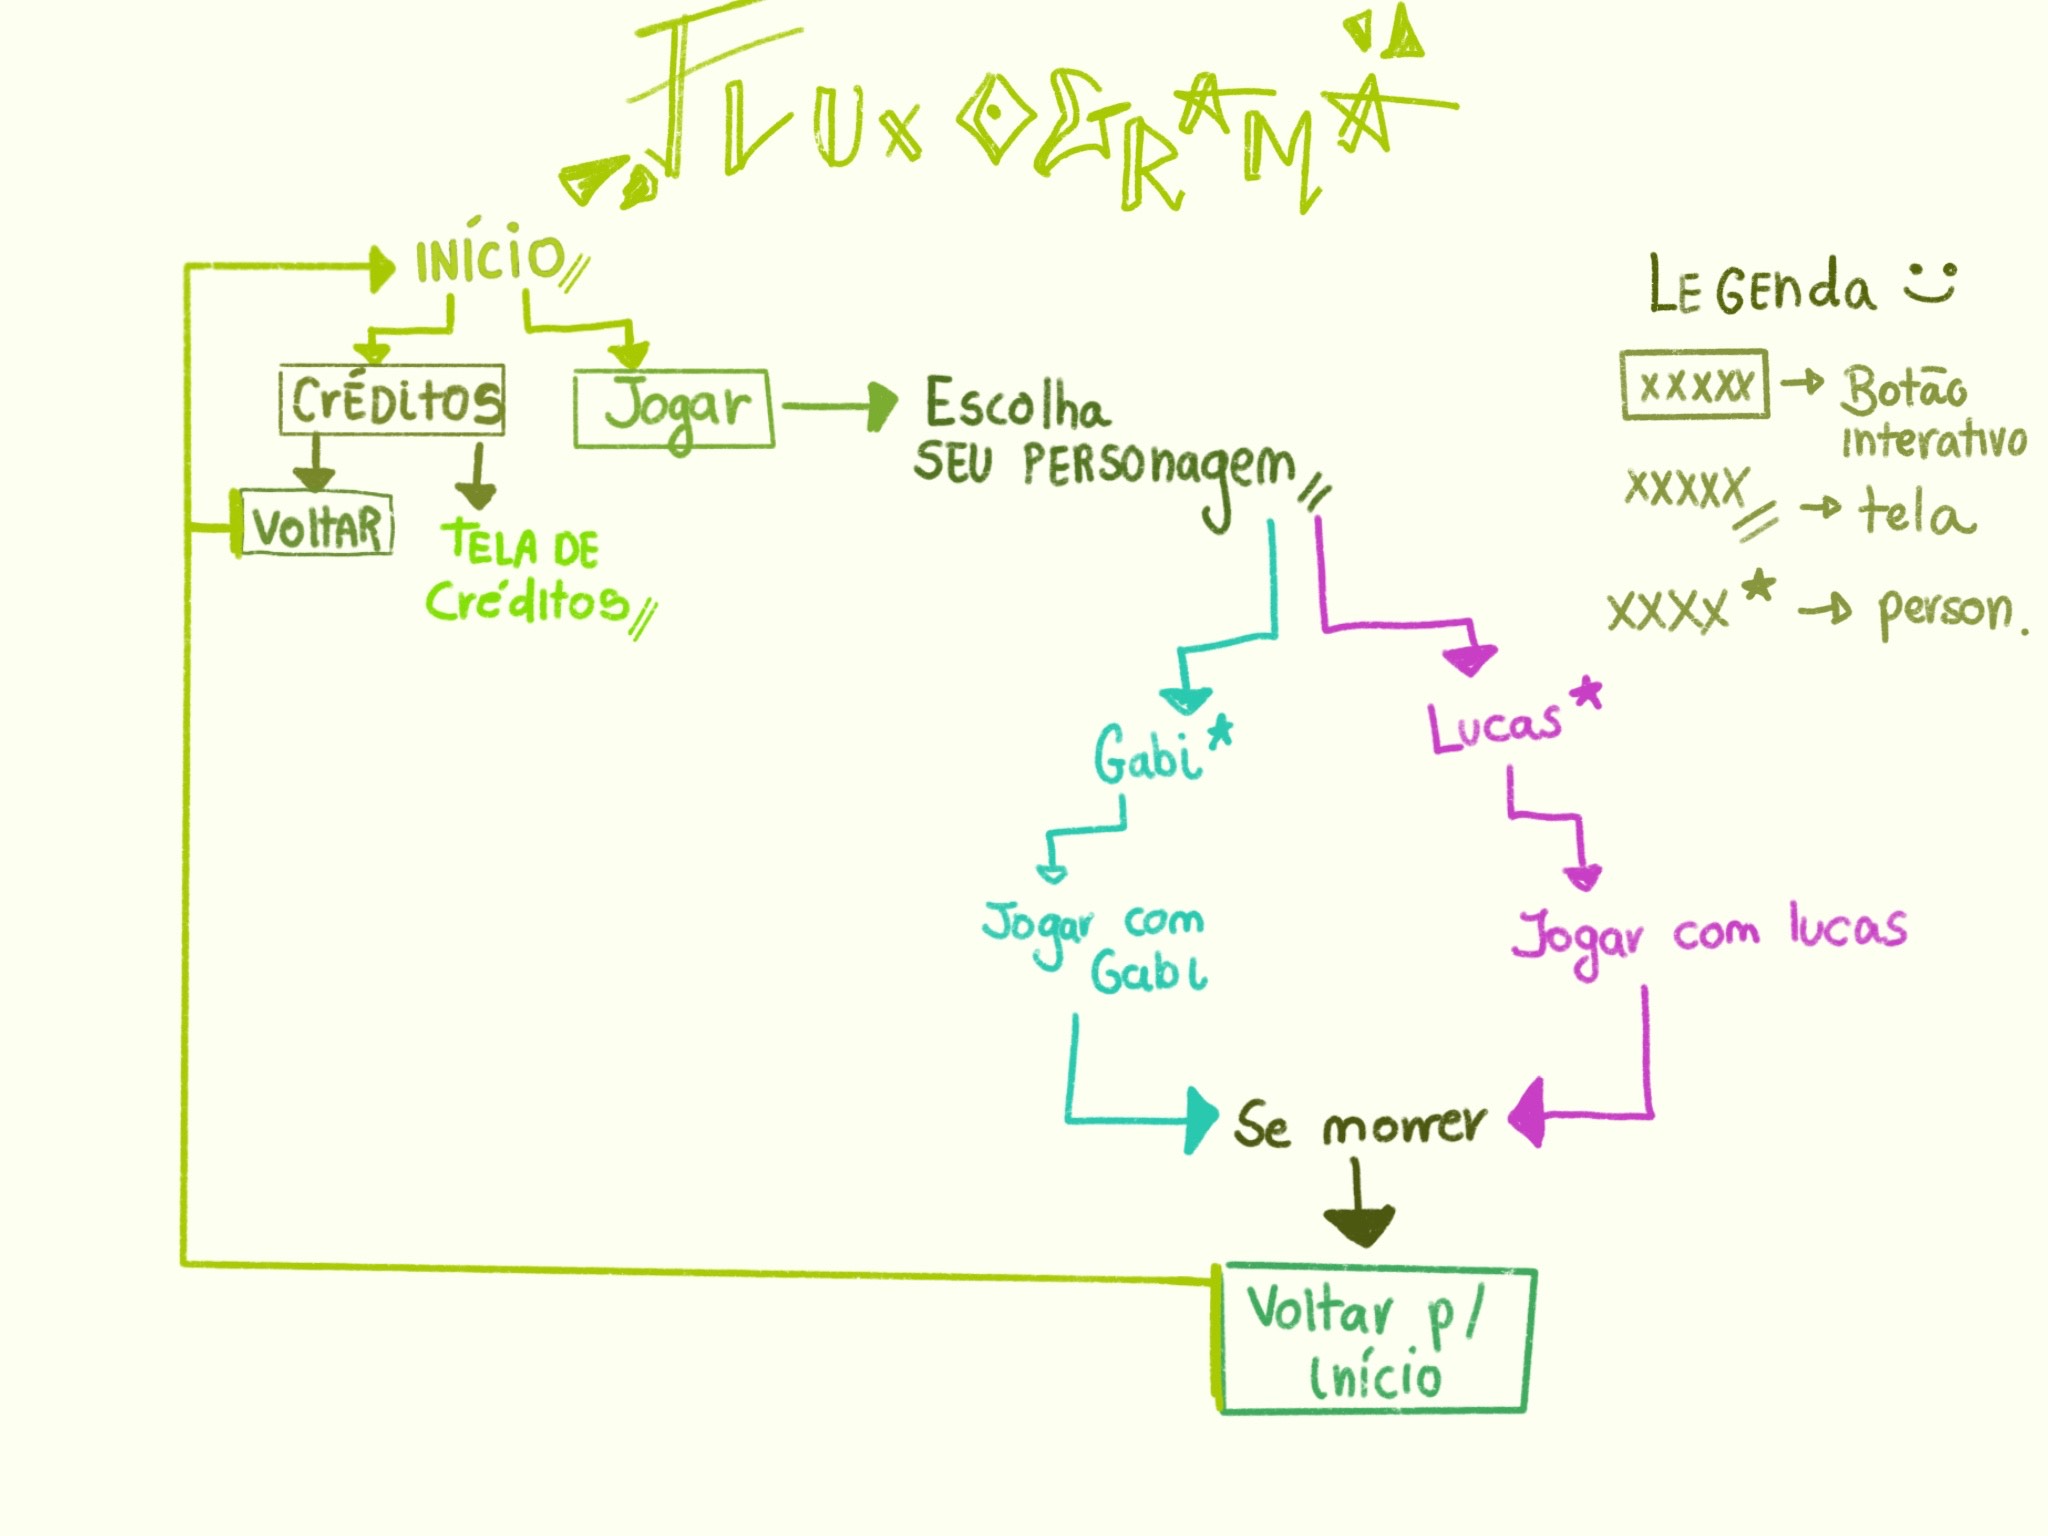 FLUXOGRAMA
INÍCIO//
LEGEnda
CrÉDitOS
Jogar
Escolha
SEU PERSOnagem//
xxxxx → Botão
interativo
VOltAR
TELA DE
Créditos//
xxxxx// → tela
xxxx* → person.
Gabi*
Lucas*
Jogar com
Gabi
Jogar com lucas
Se morrer
Voltar p/
Início